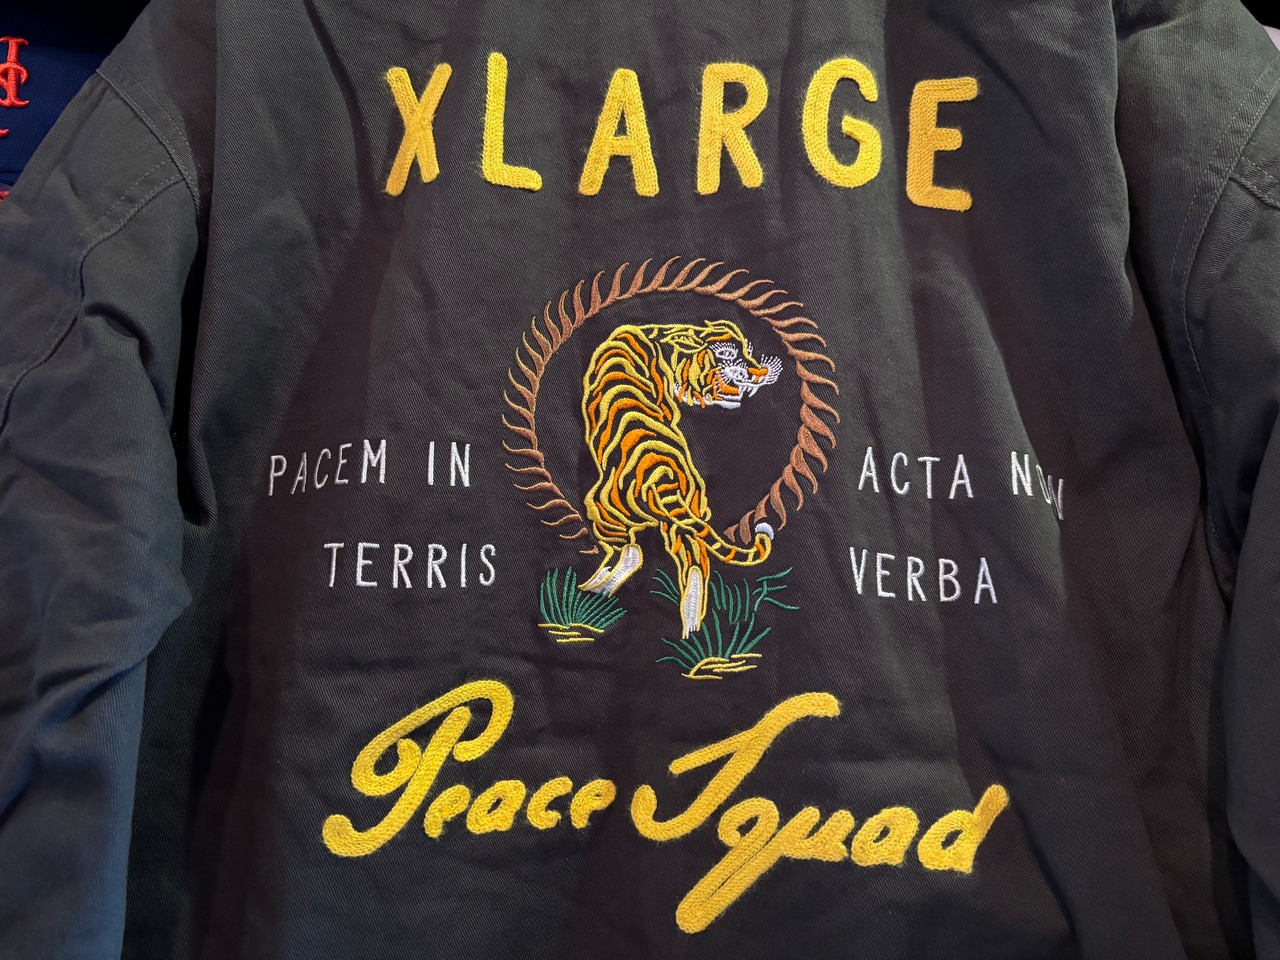 XLARGE
PACEM IN
TERRIS
ACTA NON
VERBA
Peace Squad